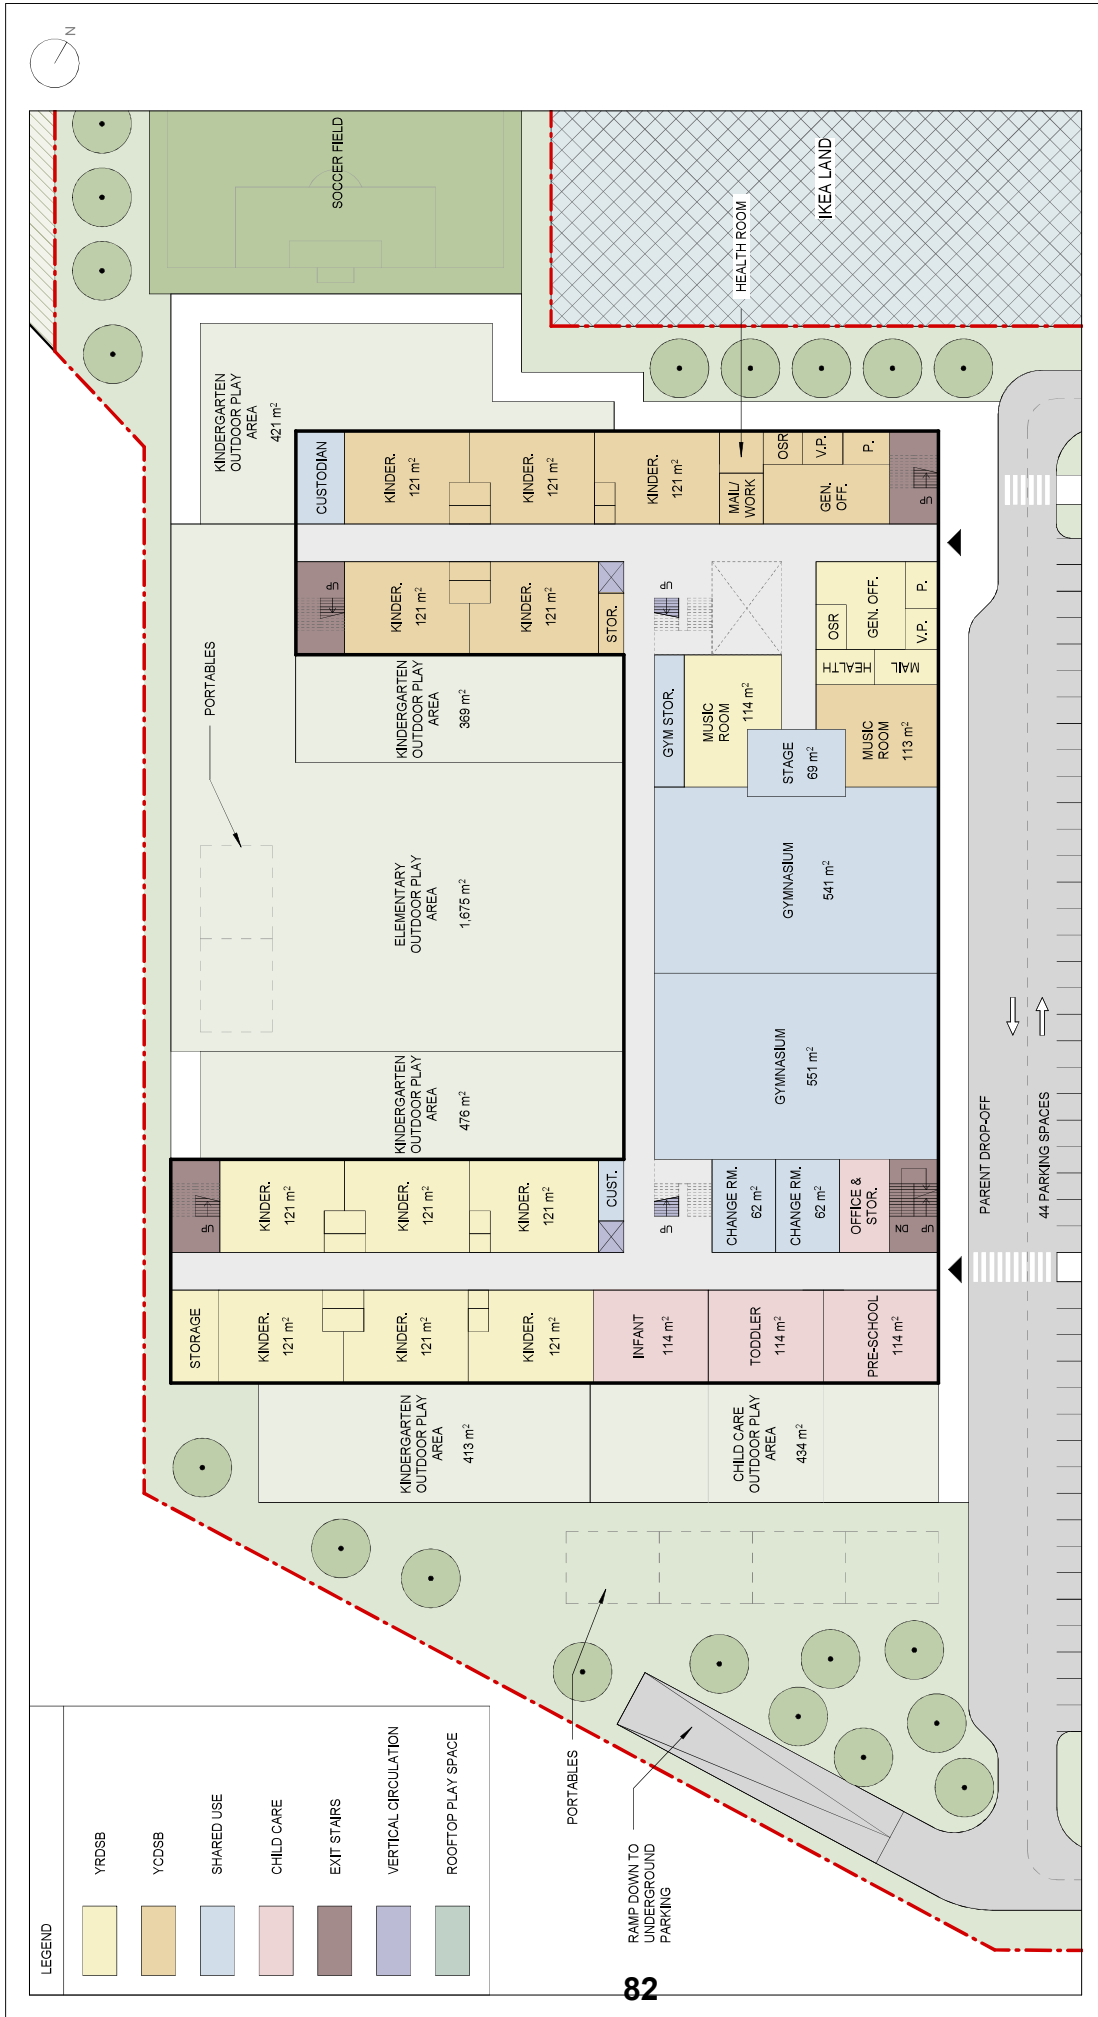 N
SOCCER FIELD
IKEA LAND
HEALTH ROOM
KINDERGARTEN
OUTDOOR PLAY
AREA
421 m²
CUSTODIAN
KINDER.
121 m²
KINDER.
121 m²
KINDER.
121 m²
MAIL/
WORK
OSR
V.P.
P.
GEN.
OFF.
UP
UP
KINDER.
121 m²
KINDER.
121 m²
STOR.
UP
OSR
GEN. OFF.
P.
V.P.
HEALTH
MAIL
PORTABLES
KINDERGARTEN
OUTDOOR PLAY
AREA
369 m²
GYM STOR.
MUSIC
ROOM
114 m²
STAGE
69 m²
MUSIC
ROOM
113 m²
ELEMENTARY
OUTDOOR PLAY
AREA
1,675 m²
GYMNASIUM
541 m²
GYMNASIUM
551 m²
KINDERGARTEN
OUTDOOR PLAY
AREA
476 m²
PARENT DROP-OFF
44 PARKING SPACES
UP
KINDER.
121 m²
KINDER.
121 m²
KINDER.
121 m²
CUST.
UP
CHANGE RM.
62 m²
CHANGE RM.
62 m²
OFFICE &
STOR.
DN
UP
STORAGE
KINDER.
121 m²
KINDER.
121 m²
KINDER.
121 m²
INFANT
114 m²
TODDLER
114 m²
PRE-SCHOOL
114 m²
KINDERGARTEN
OUTDOOR PLAY
AREA
413 m²
CHILD CARE
OUTDOOR PLAY
AREA
434 m²
PORTABLES
RAMP DOWN TO
UNDERGROUND
PARKING
LEGEND
YRDSB
YCDSB
SHARED USE
CHILD CARE
EXIT STAIRS
VERTICAL CIRCULATION
ROOFTOP PLAY SPACE
82